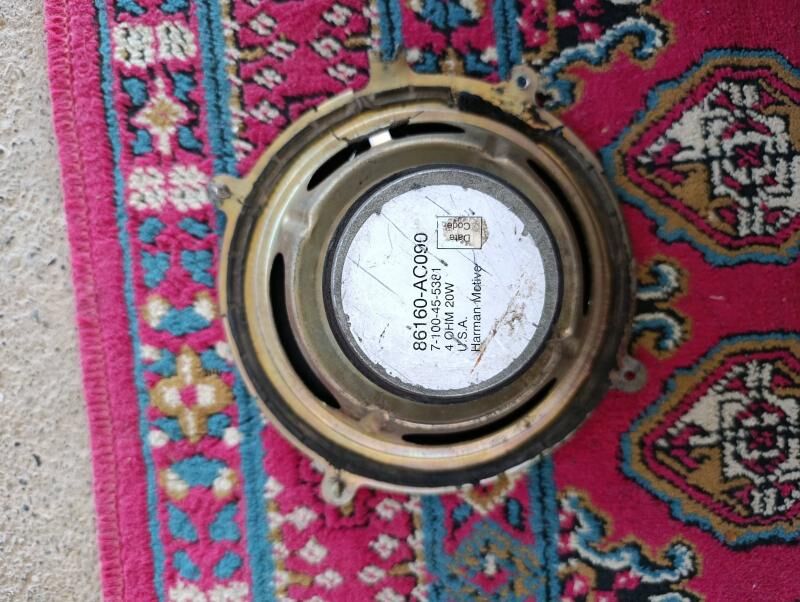 86160-AC090
7-100-45-5381
4 OHM 20W
U.S.A.
Harman Motive
Date
Code